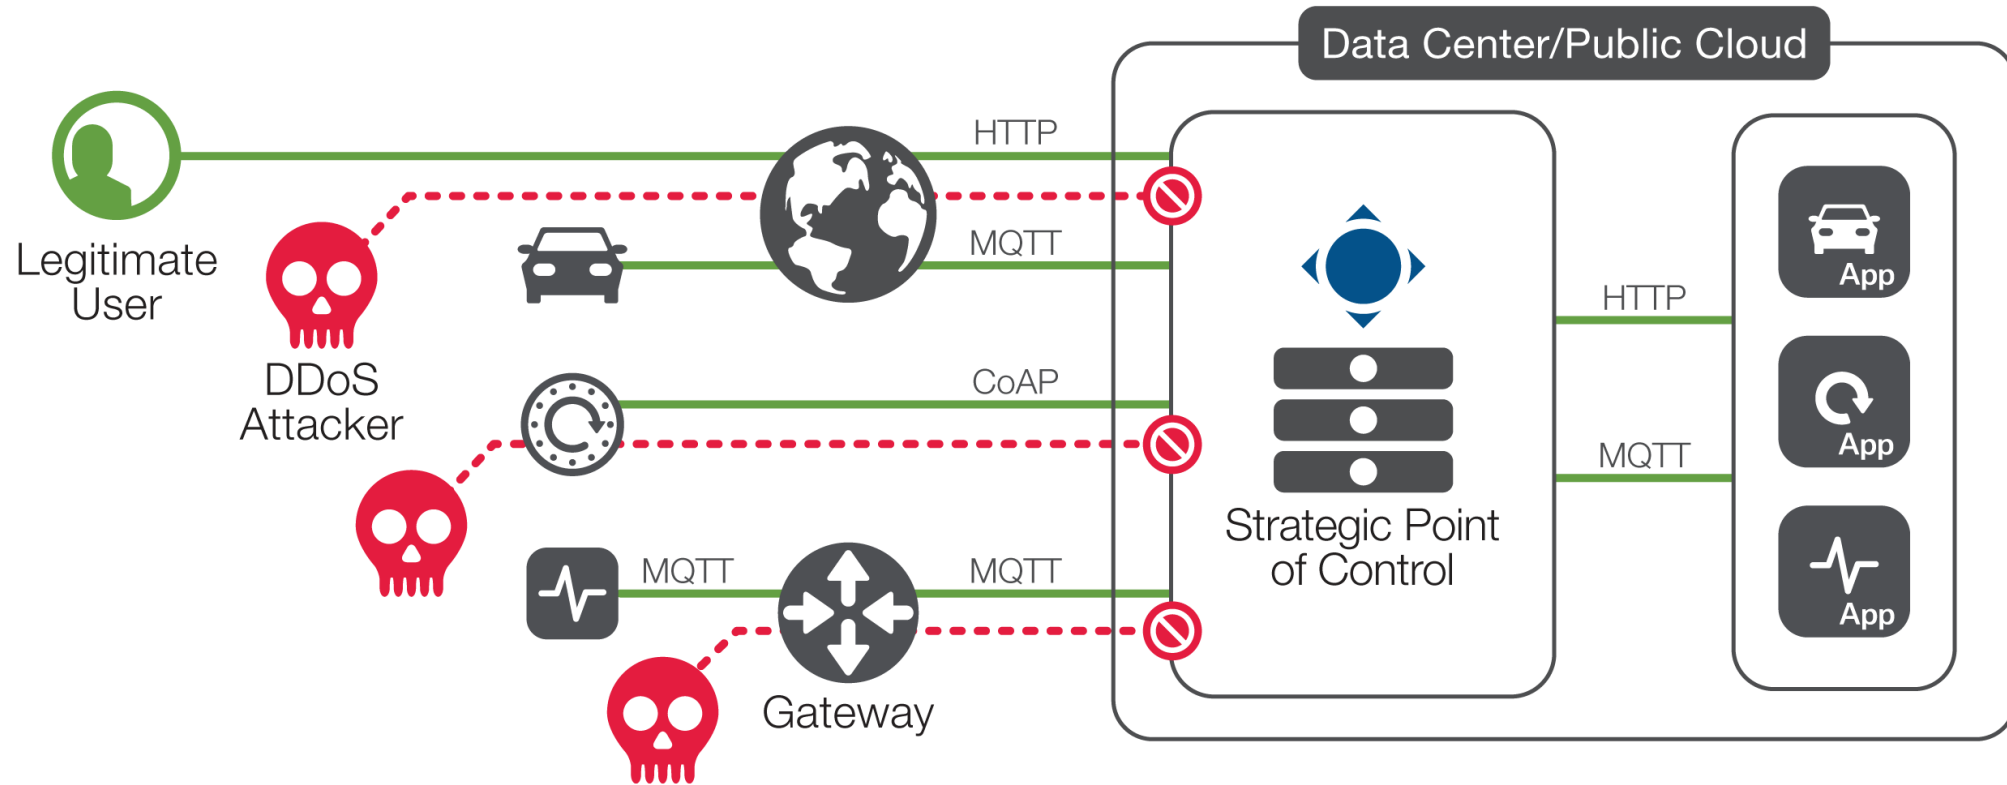 Data Center/Public Cloud
HTTP
Legitimate
User
MQTT
App
HTTP
DDoS
Attacker
CoAP
App
MQTT
Strategic Point
of Control
MQTT
MQTT
App
Gateway